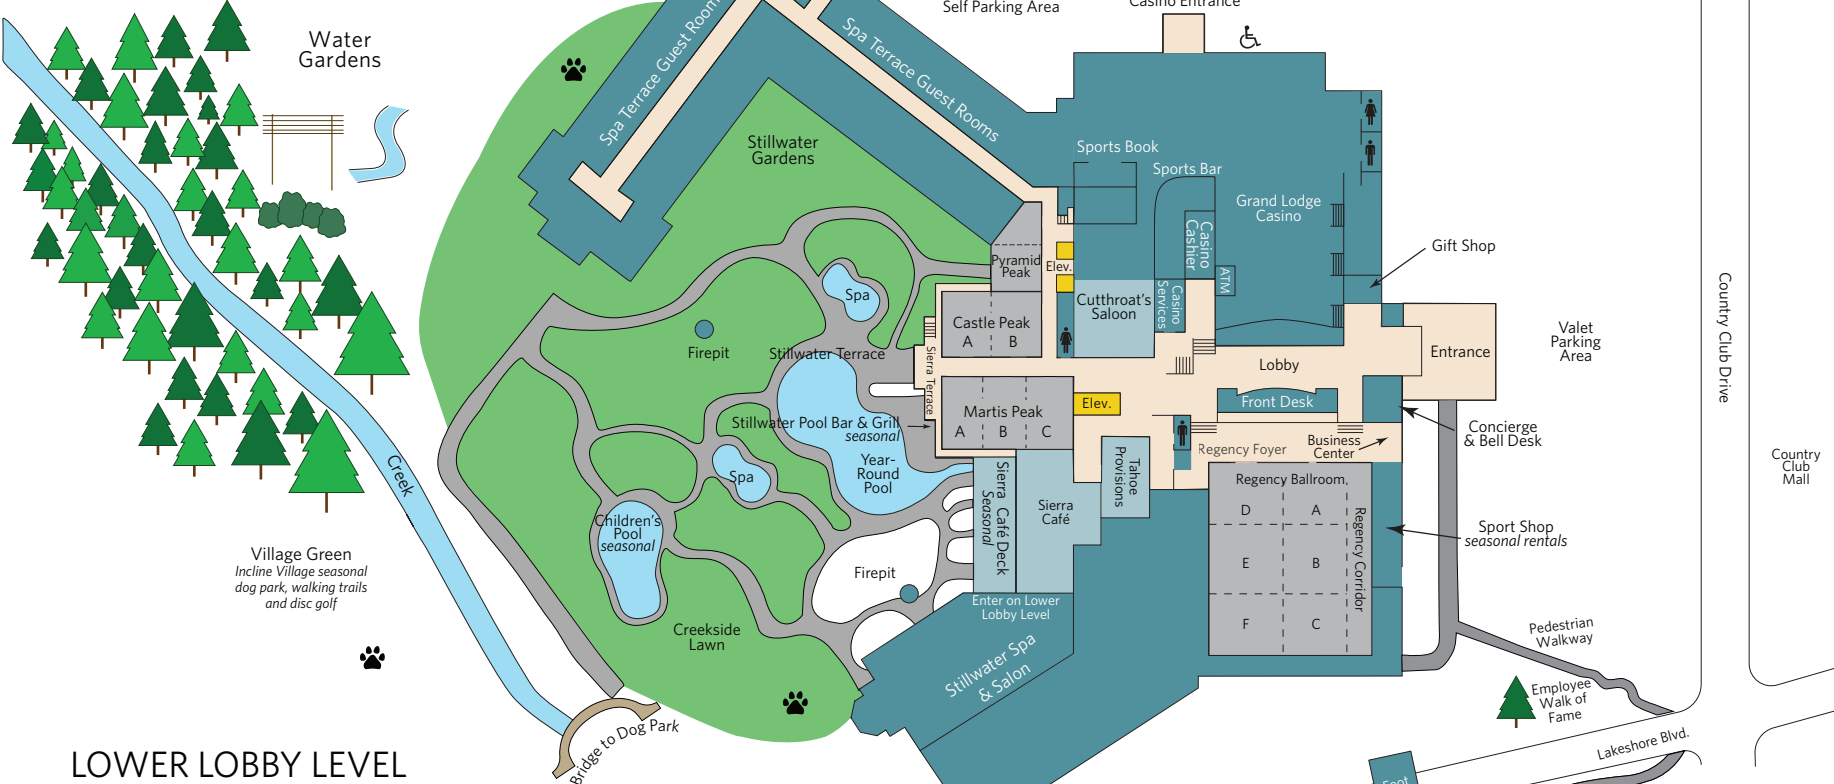 Self Parking Area
Casino Entrance
Water
Gardens
Spa Terrace Guest Room
Spa Terrace Guest Rooms
Stillwater
Gardens
Sports Book
Sports Bar
Grand Lodge
Casino
Casino
Cashier
ATM
Gift Shop
Pyramid
Peak
Elev.
Cutthroat's
Saloon
Casino
Services
Spa
Castle Peak
A B
Firepit
Stillwater Terrace
Sierra Terrace
Lobby
Entrance
Valet
Parking
Area
Country Club Drive
Martis Peak
A B C
Elev.
Front Desk
Stillwater Pool Bar & Grill
seasonal
Concierge
& Bell Desk
Regency Foyer
Business
Center
Year-
Round
Pool
Spa
Creek
Tahoe
Provisions
Sierra Café Deck
Seasonal
Sierra
Café
Regency Ballroom
D A
E B
F C
Regency Corridor
Country
Club
Mall
Children's
Pool
seasonal
Sport Shop
seasonal rentals
Village Green
Incline Village seasonal
dog park, walking trails
and disc golf
Firepit
Enter on Lower
Lobby Level
Creekside
Lawn
Stillwater Spa
& Salon
Pedestrian
Walkway
Employee
Walk of
Fame
Bridge to Dog Park
Lakeshore Blvd.
LOWER LOBBY LEVEL
Foot